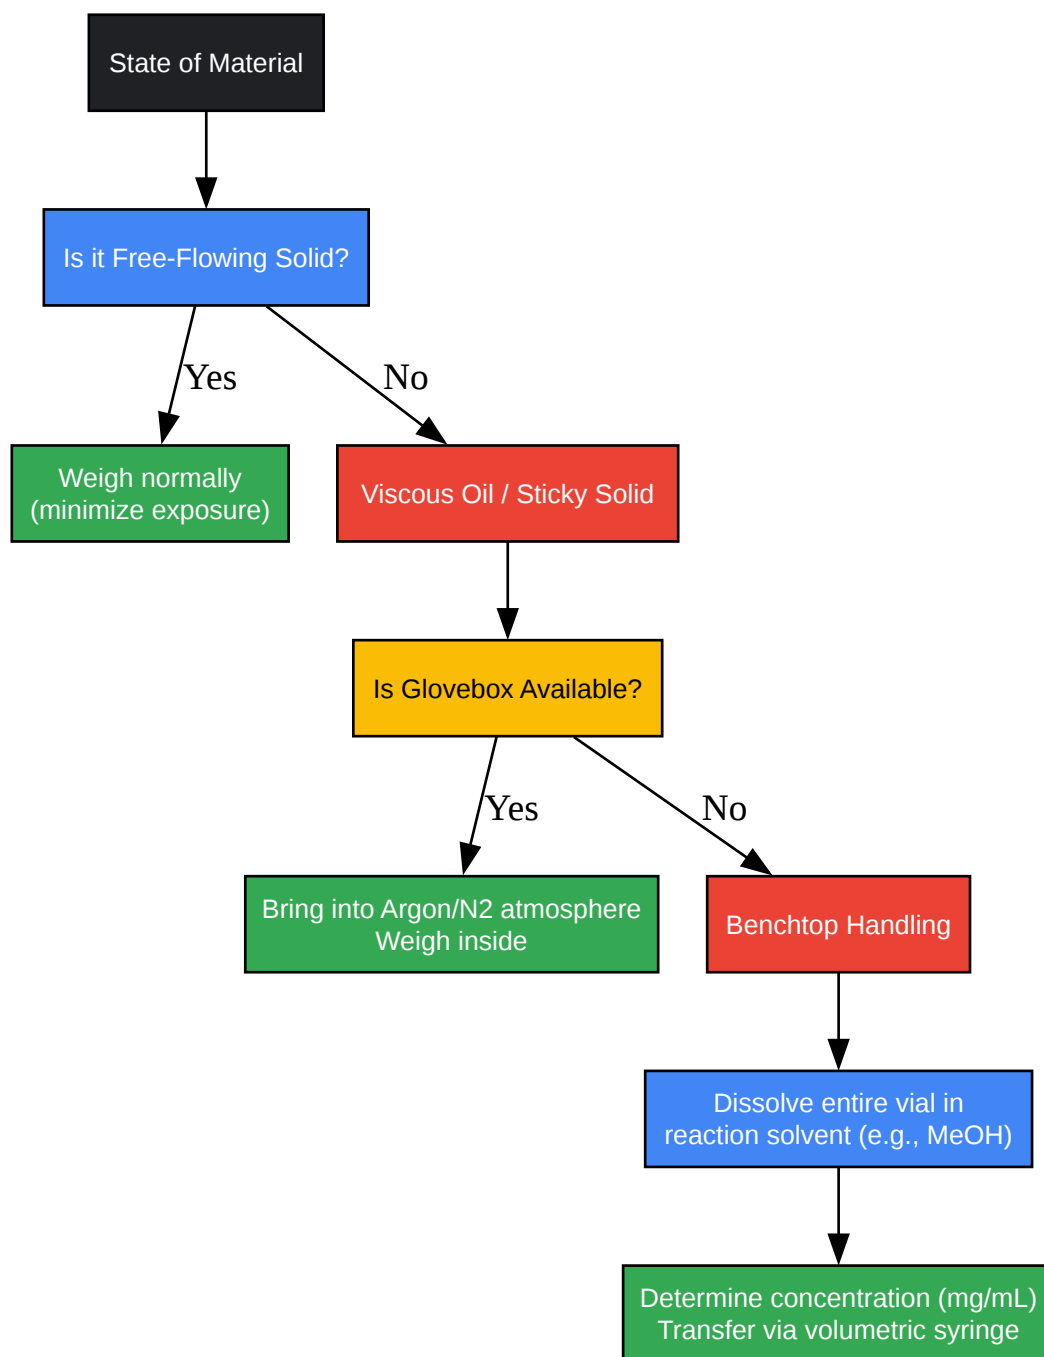 State of Material
Is it Free-Flowing Solid?
Yes
No
Weigh normally
(minimize exposure)
Viscous Oil / Sticky Solid
Is Glovebox Available?
Yes
No
Bring into Argon/N2 atmosphere
Weigh inside
Benchtop Handling
Dissolve entire vial in
reaction solvent (e.g., MeOH)
Determine concentration (mg/mL)
Transfer via volumetric syringe